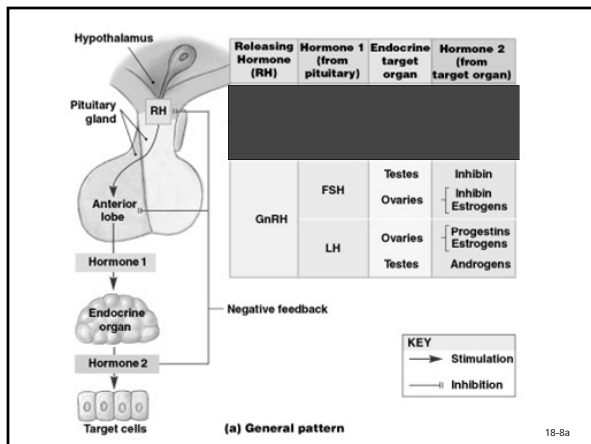 Hypothalamus
Pituitary
gland
RH
Anterior
lobe
Hormone 1
Endocrine
organ
Hormone 2
Target cells
Negative feedback
(a) General pattern
Releasing Hormone 1 Endocrine Hormone 2
Hormone (from target (from
(RH) pituitary) organ target organ)
GnRH
FSH
Testes Inhibin
Ovaries Inhibin
Estrogens
LH
Ovaries Progestins
Estrogens
Testes Androgens
KEY
Stimulation
Inhibition
18-8a